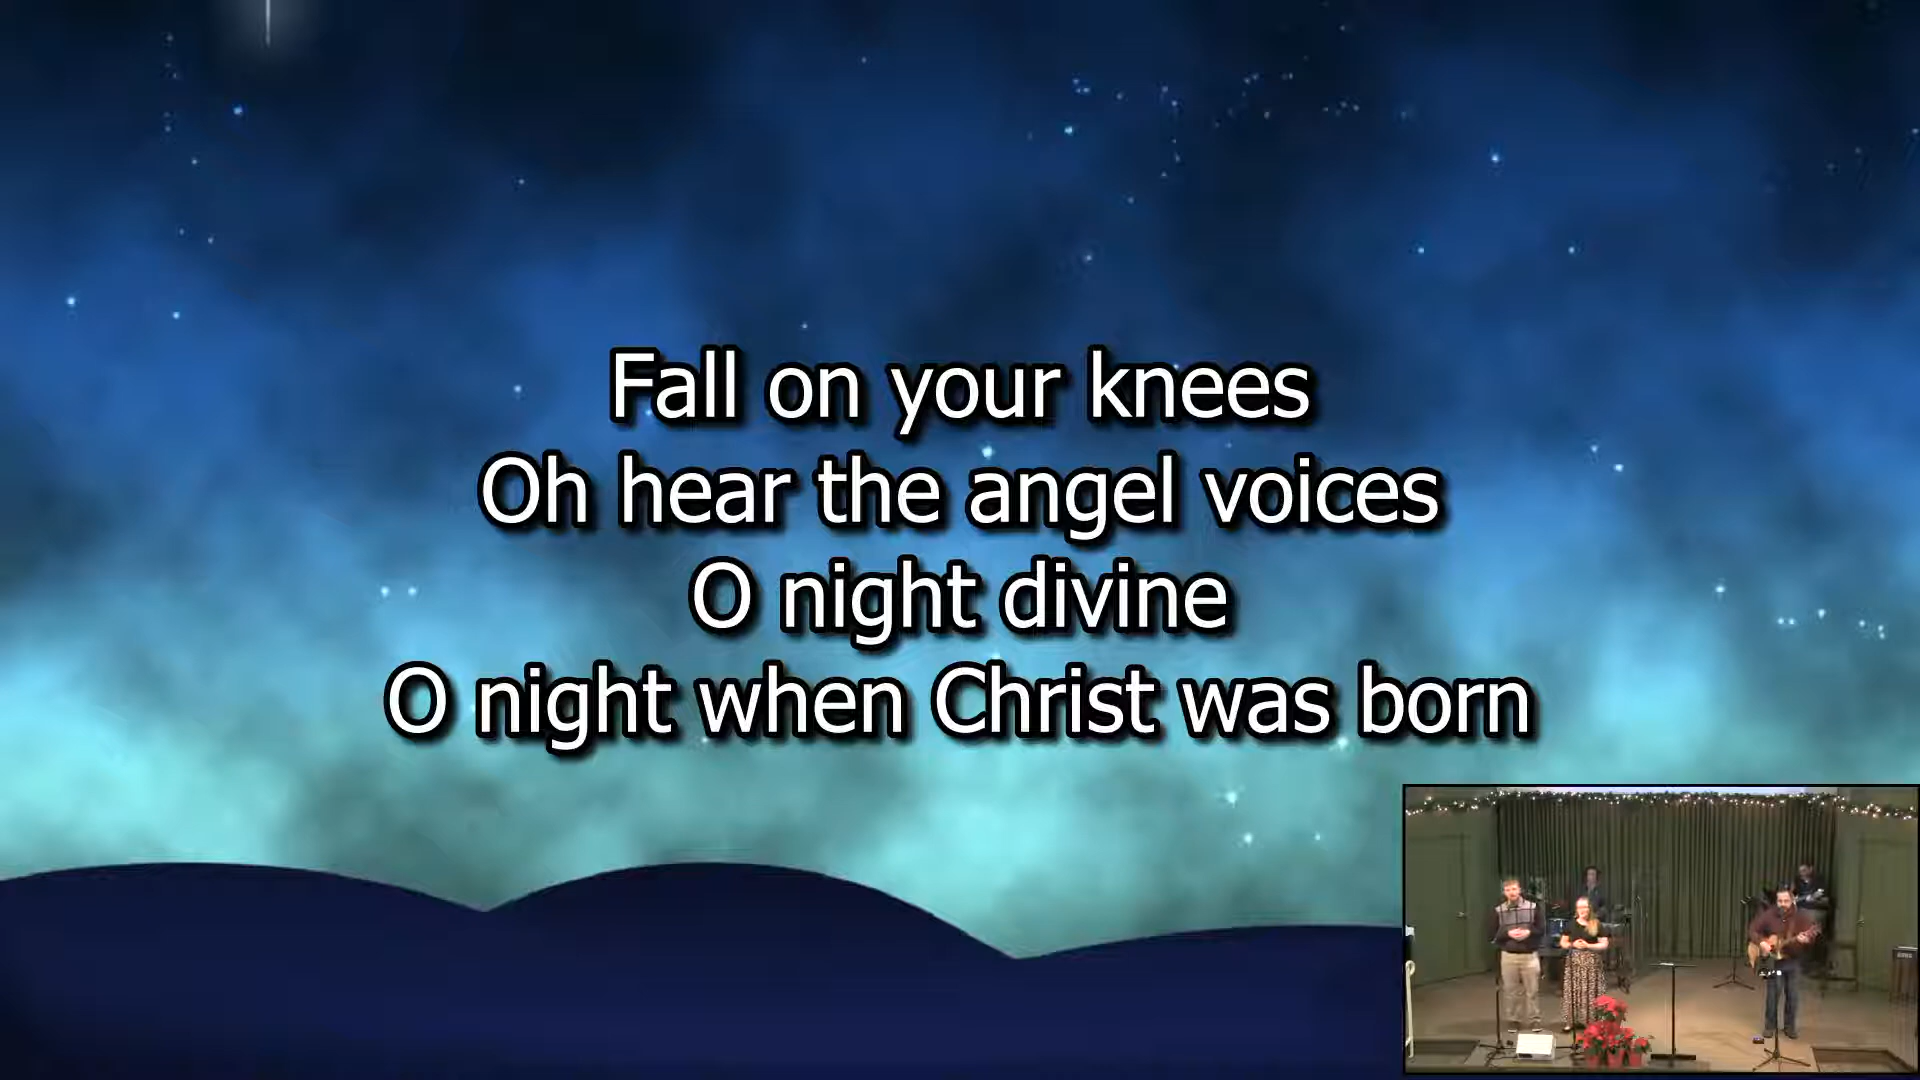 Fall on your knees
Oh hear the angel voices
O night divine
O night when Christ was born